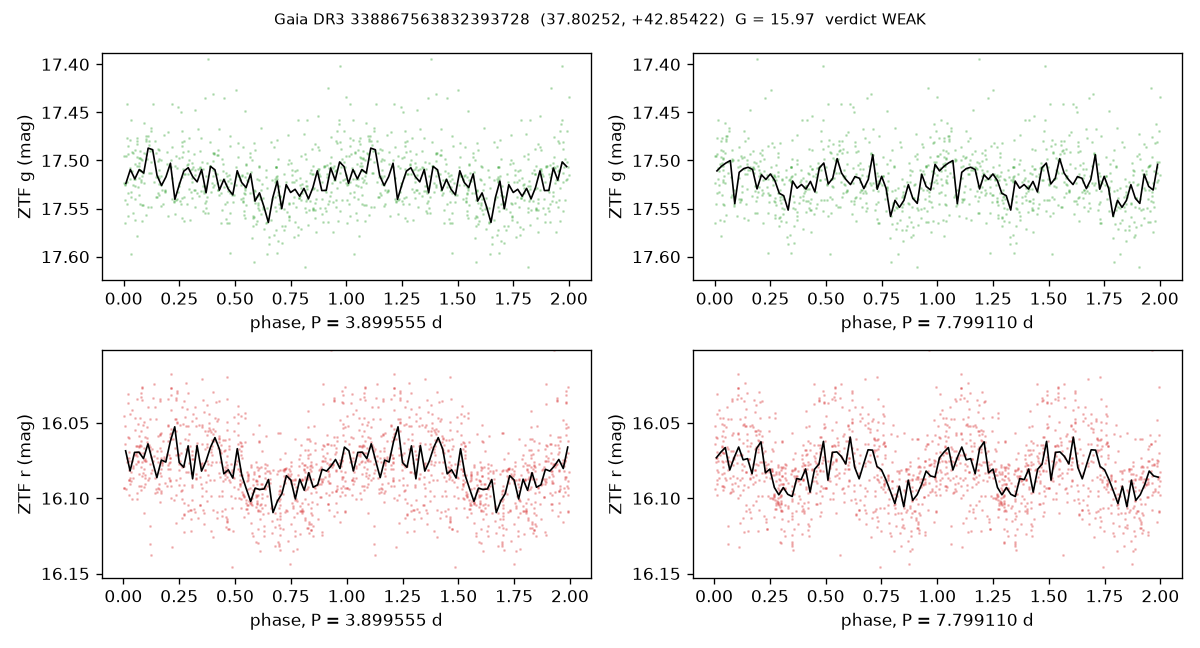 Gaia DR3 338867563832393728  (37.80252, +42.85422)  G = 15.97  verdict WEAK
ZTF g (mag)
17.40
17.45
17.50
17.55
17.60
0.00 0.25 0.50 0.75 1.00 1.25 1.50 1.75 2.00
phase, P = 3.899555 d
ZTF g (mag)
17.40
17.45
17.50
17.55
17.60
0.00 0.25 0.50 0.75 1.00 1.25 1.50 1.75 2.00
phase, P = 7.799110 d
ZTF r (mag)
16.05
16.10
16.15
0.00 0.25 0.50 0.75 1.00 1.25 1.50 1.75 2.00
phase, P = 3.899555 d
ZTF r (mag)
16.05
16.10
16.15
0.00 0.25 0.50 0.75 1.00 1.25 1.50 1.75 2.00
phase, P = 7.799110 d